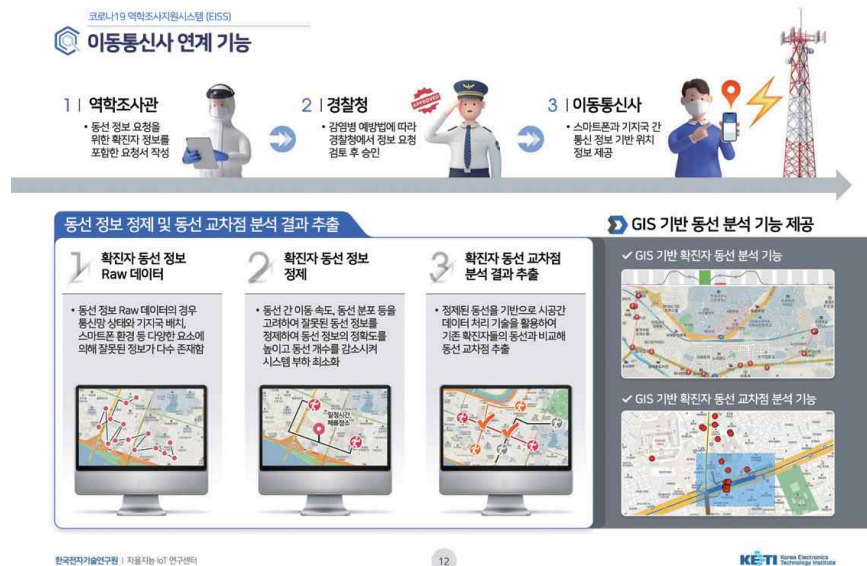 코로나19 역학조사지원시스템 (EISS)
이동통신사 연계 기능
1 | 역학조사관
• 동선 정보 요청을
위한 확진자 정보를
포함한 요청서 작성
2 | 경찰청
• 감염병 예방법에 따라
경찰청에서 정보 요청
검토 후 승인
APPROVED
3 | 이동통신사
• 스마트폰과 기지국 간
통신 정보 기반 위치
정보 제공
동선 정보 정제 및 동선 교차점 분석 결과 추출
1 확진자 동선 정보
Raw 데이터
• 동선 정보 Raw 데이터의 경우
통신망 상태와 기지국 배치,
스마트폰 환경 등 다양한 요소에
의해 잘못된 정보가 다수 존재함
2 확진자 동선 정보
정제
• 동선 간 이동 속도, 동선 분포 등을
고려하여 잘못된 동선 정보를
정제하여 동선 정보의 정확도를
높이고 동선 개수를 감소시켜
시스템 부하 최소화
일정시간
체류장소
3 확진자 동선 교차점
분석 결과 추출
• 정제된 동선을 기반으로 시공간
데이터 처리 기술을 활용하여
기존 확진자들의 동선과 비교해
동선 교차점 추출
GIS 기반 동선 분석 기능 제공
✓ GIS 기반 확진자 동선 분석 기능
✓ GIS 기반 확진자 동선 교차점 분석 기능
한국전자기술연구원 | 자율지능 IoT 연구센터
12
KETI Korea Electronics
Technology Institute